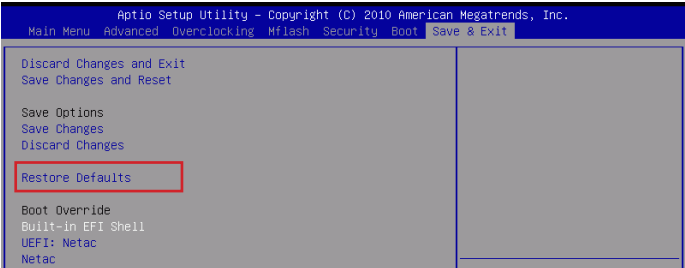 Aptio Setup Utility – Copyright (C) 2010 American Megatrends, Inc.
Main Menu Advanced Overclocking Mflash Security Boot Save & Exit
Discard Changes and Exit
Save Changes and Reset
Save Options
Save Changes
Discard Changes
Restore Defaults
Boot Override
Built-in EFI Shell
UEFI: Netac
Netac